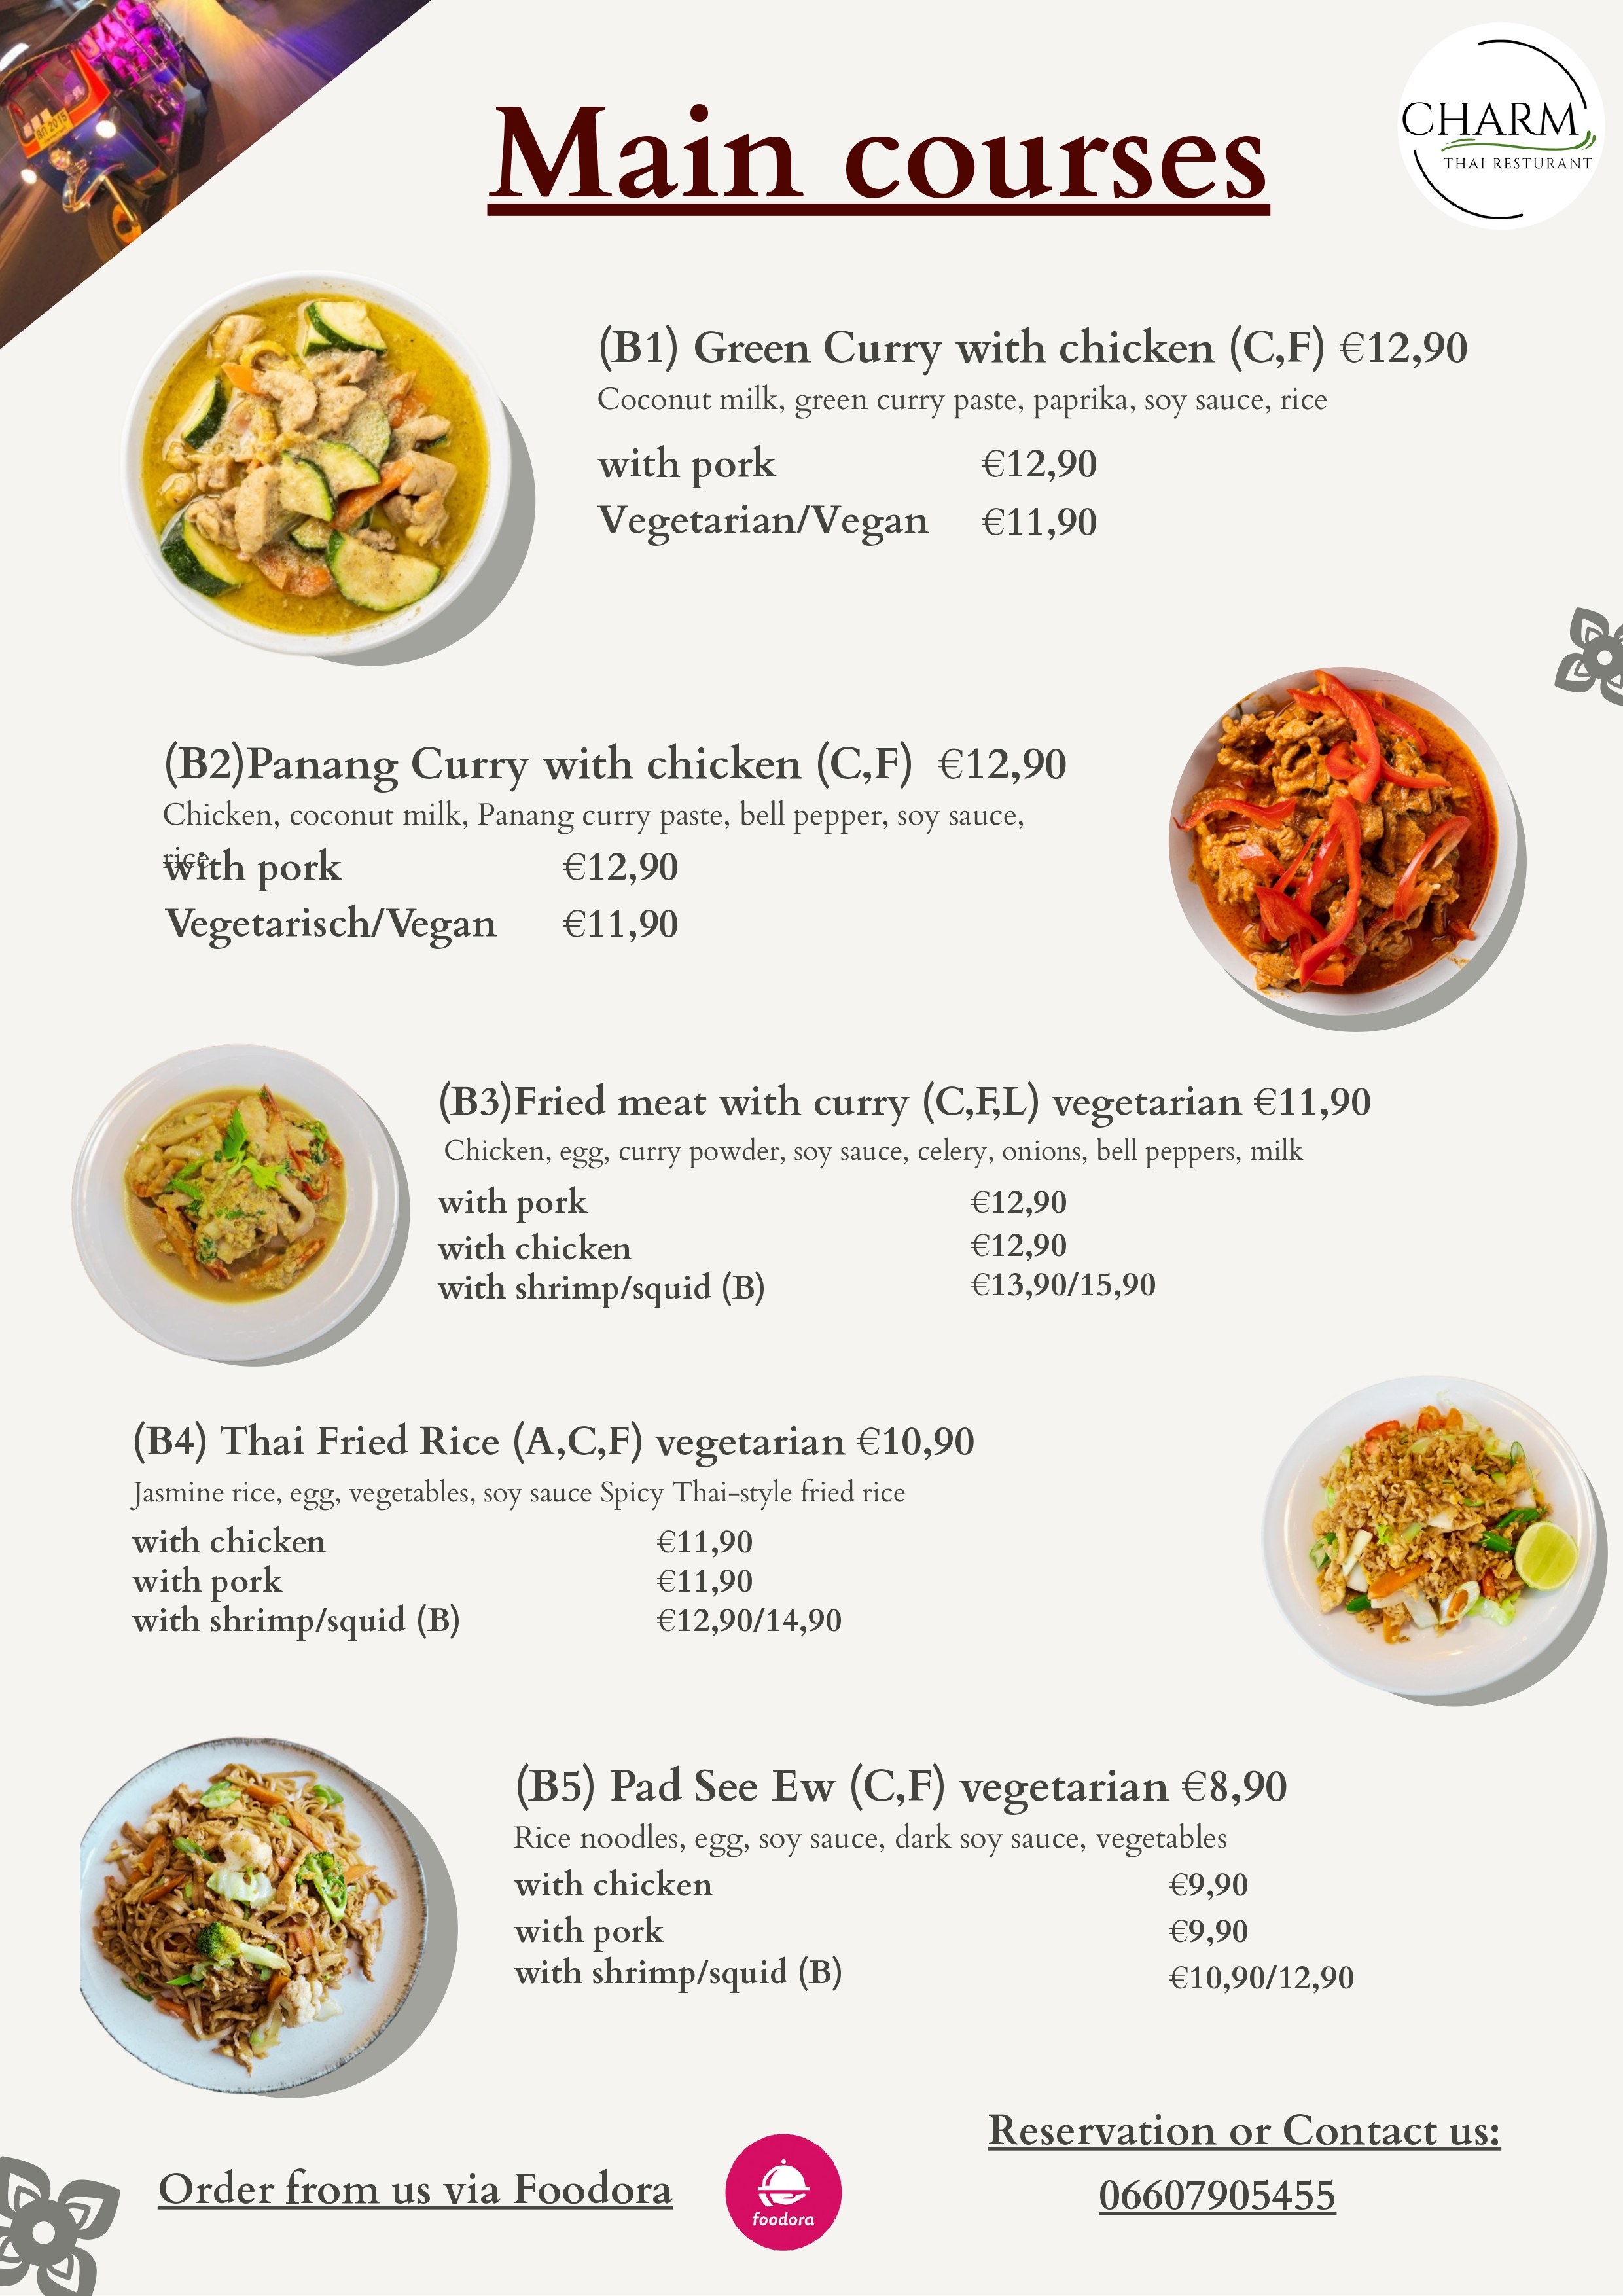 Main courses
CHARM
THAI RESTURANT
(B1) Green Curry with chicken (C,F) €12,90
Coconut milk, green curry paste, paprika, soy sauce, rice
with pork €12,90
Vegetarian/Vegan €11,90
(B2)Panang Curry with chicken (C,F) €12,90
Chicken, coconut milk, Panang curry paste, bell pepper, soy sauce,
rice
with pork €12,90
Vegetarisch/Vegan €11,90
(B3)Fried meat with curry (C,F,L) vegetarian €11,90
Chicken, egg, curry powder, soy sauce, celery, onions, bell peppers, milk
with pork €12,90
with chicken €12,90
with shrimp/squid (B) €13,90/15,90
(B4) Thai Fried Rice (A,C,F) vegetarian €10,90
Jasmine rice, egg, vegetables, soy sauce Spicy Thai-style fried rice
with chicken €11,90
with pork €11,90
with shrimp/squid (B) €12,90/14,90
(B5) Pad See Ew (C,F) vegetarian €8,90
Rice noodles, egg, soy sauce, dark soy sauce, vegetables
with chicken €9,90
with pork €9,90
with shrimp/squid (B) €10,90/12,90
Reservation or Contact us:
06607905455
Order from us via Foodora
foodora